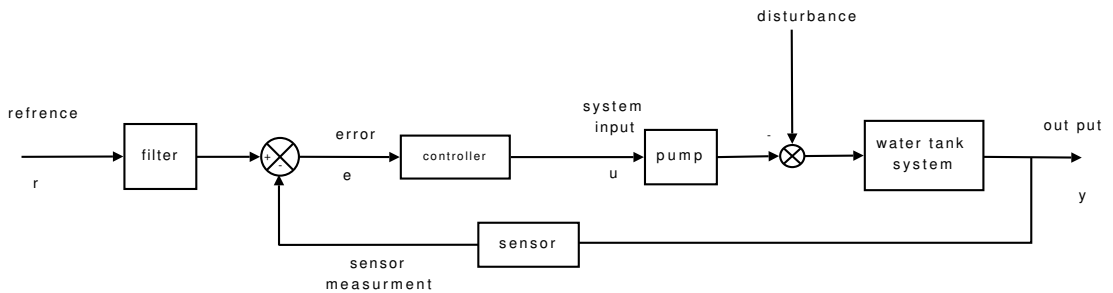 disturbance
refrence
filter
+
-
error
controller
system
input
pump
-
water tank
system
out put
r
e
u
y
sensor
sensor
measurment